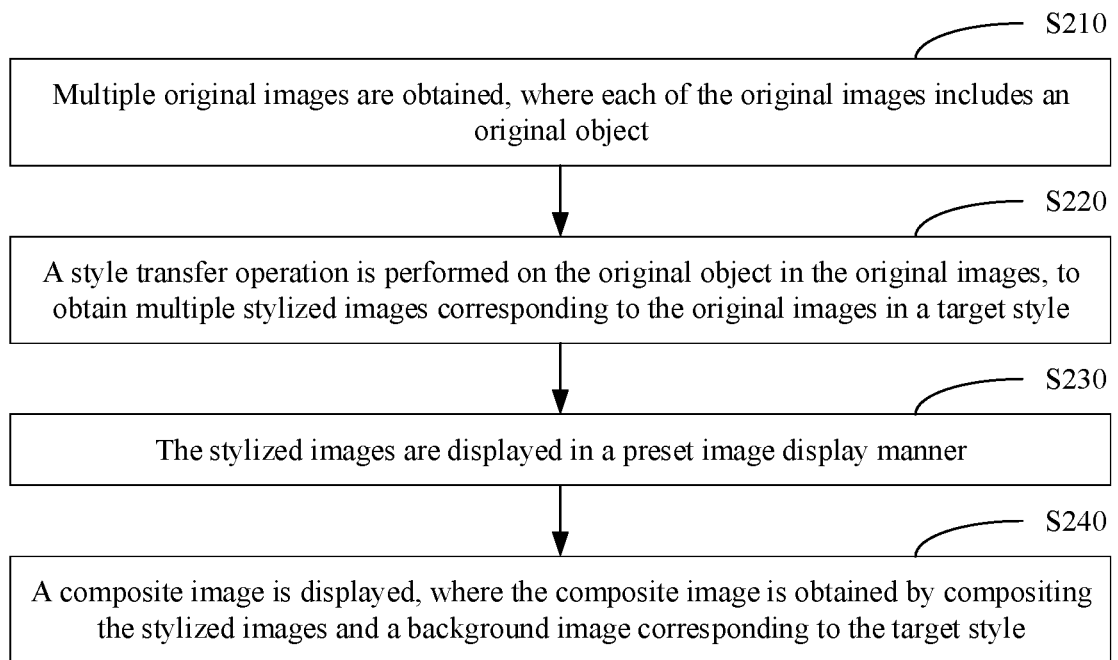 S210
Multiple original images are obtained, where each of the original images includes an
original object
S220
A style transfer operation is performed on the original object in the original images, to
obtain multiple stylized images corresponding to the original images in a target style
S230
The stylized images are displayed in a preset image display manner
S240
A composite image is displayed, where the composite image is obtained by compositing
the stylized images and a background image corresponding to the target style